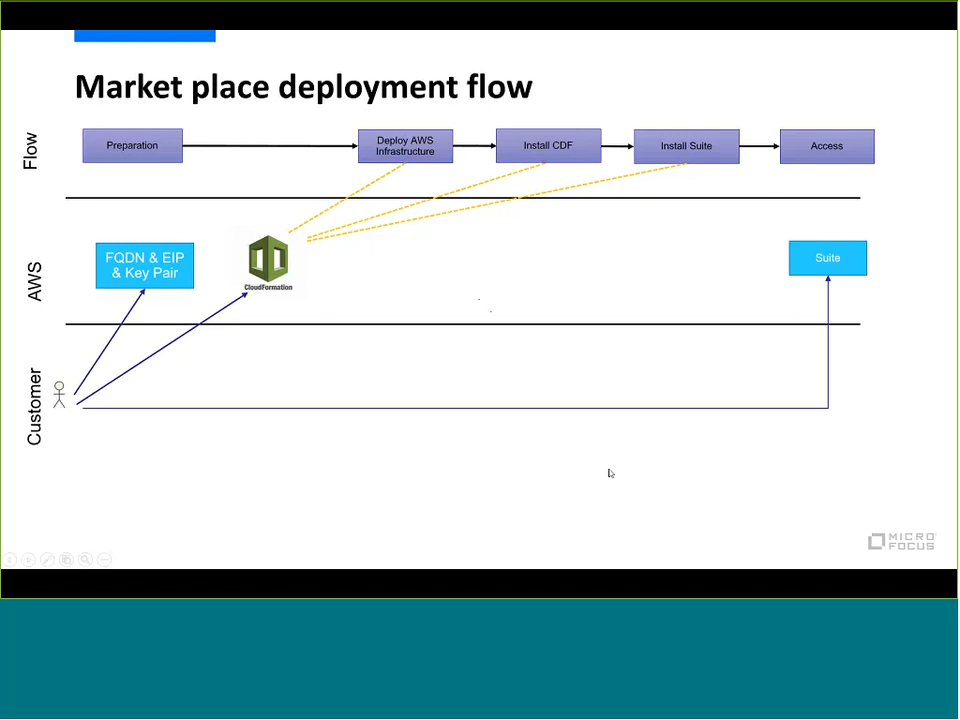 Market place deployment flow
Flow
Preparation
Deploy AWS
Infrastructure
Install CDF
Install Suite
Access
AWS
FQDN & EIP
& Key Pair
CloudFormation
Suite
Customer
MICRO
FOCUS